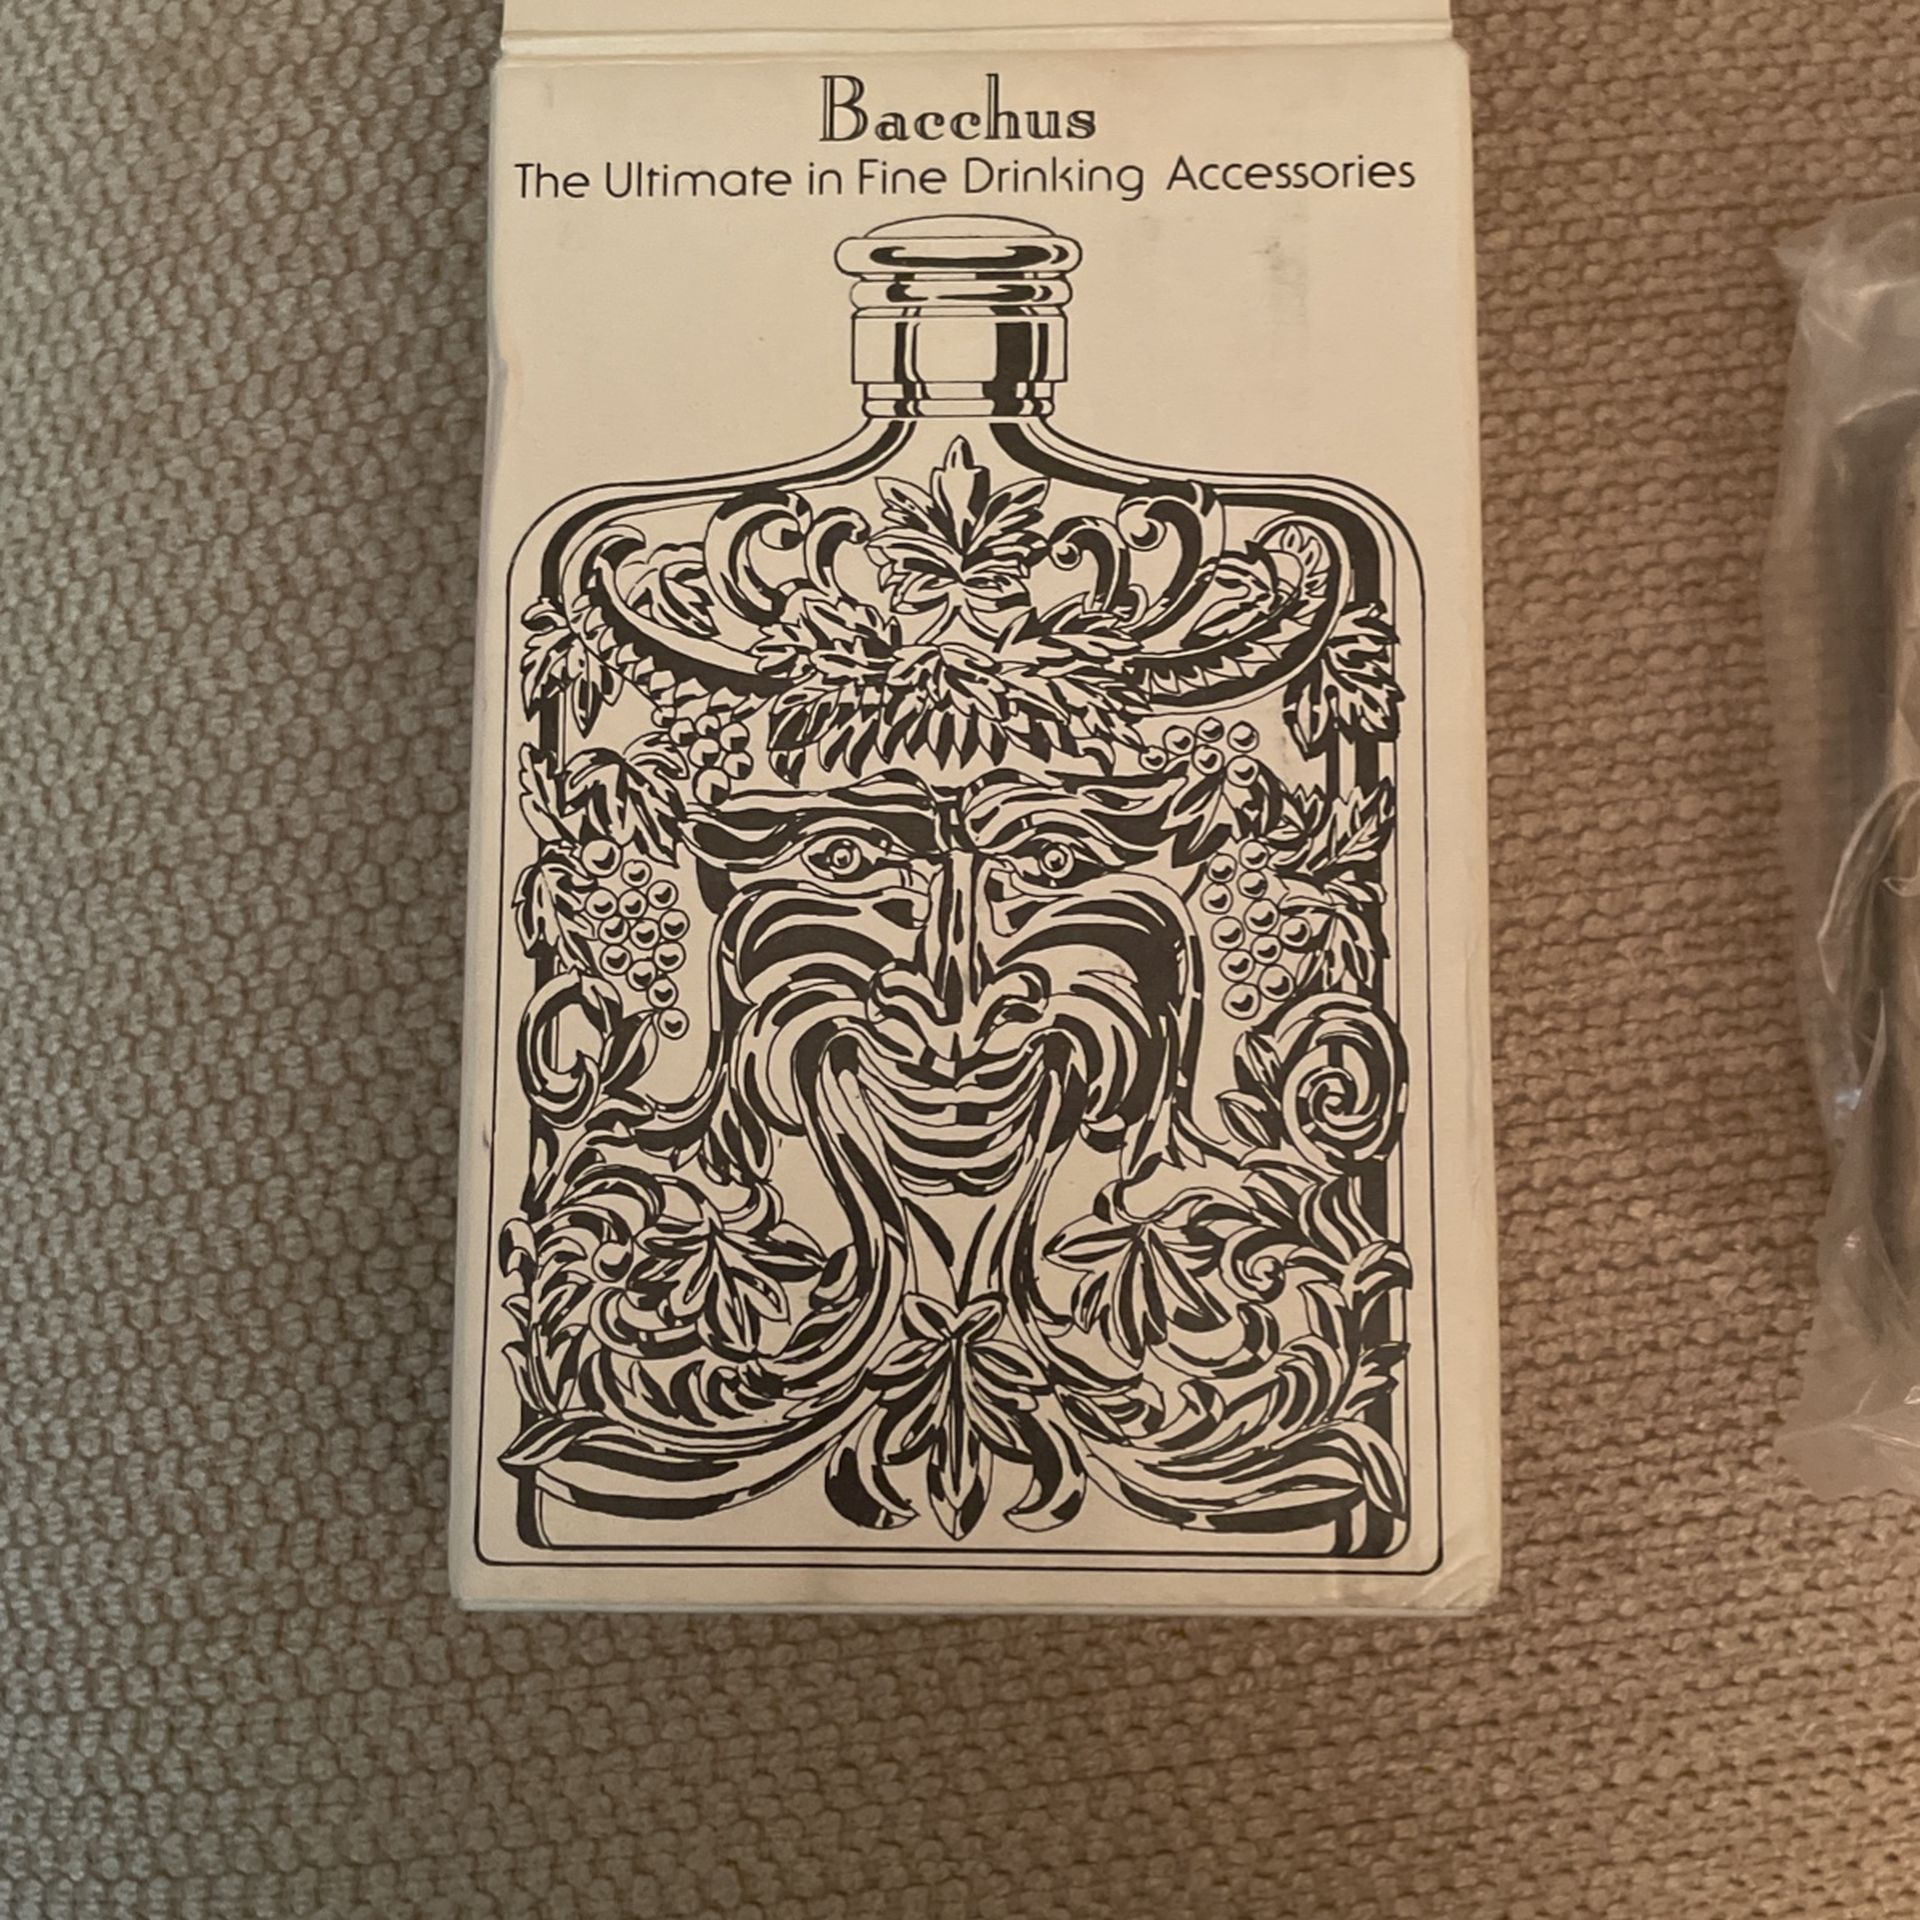 Bacchus
The Ultimate in Fine Drinking Accessories